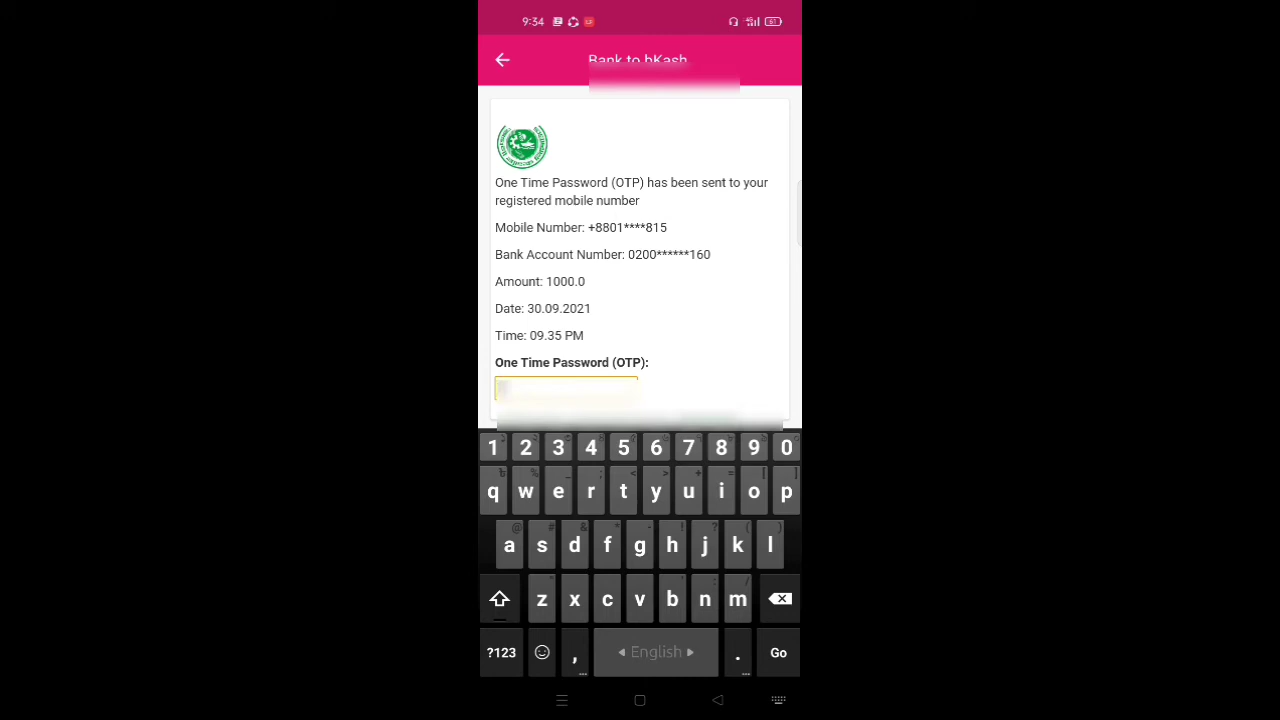 9:34
Bank to bKash
One Time Password (OTP) has been sent to your
registered mobile number
Mobile Number: +8801****815
Bank Account Number: 0200******160
Amount: 1000.0
Date: 30.09.2021
Time: 09.35 PM
One Time Password (OTP):
1 2 3 4 5 6 7 8 9 0
q w e r t y u i o p
a s d f g h j k l
z x c v b n m
?123 , English . Go